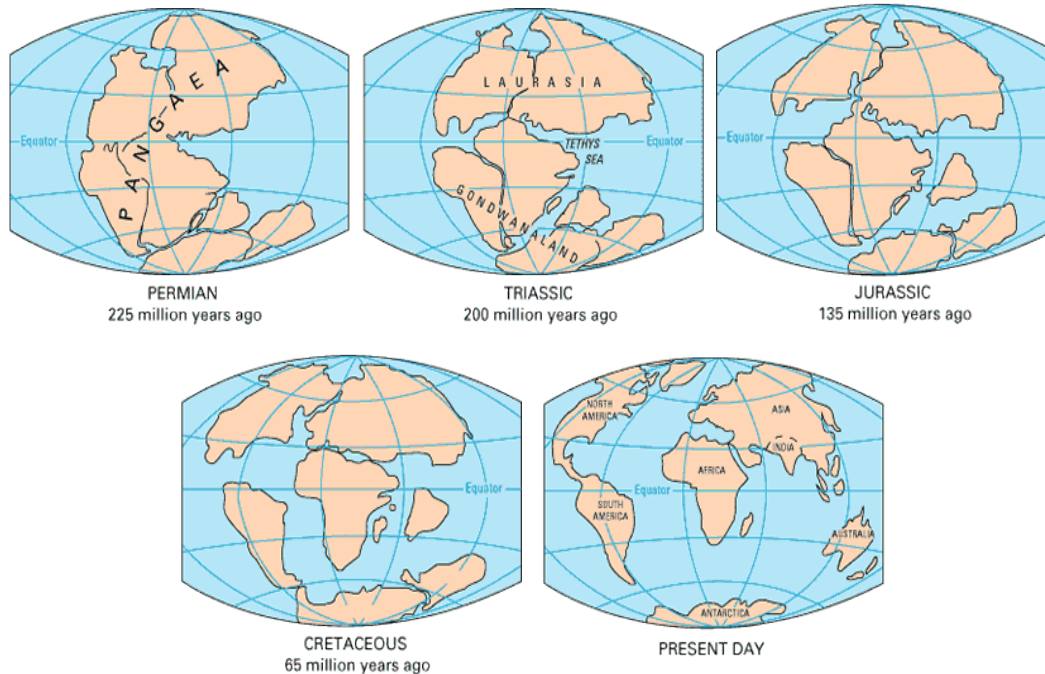 PANGAEA
Equator
PERMIAN
225 million years ago
LAURASIA
TETHYS
SEA
Equator
GONDWANALAND
TRIASSIC
200 million years ago
Equator
JURASSIC
135 million years ago
Equator
CRETACEOUS
65 million years ago
NORTH
AMERICA
ASIA
INDIA
AFRICA
Equator
SOUTH
AMERICA
AUSTRALIA
ANTARCTICA
PRESENT DAY